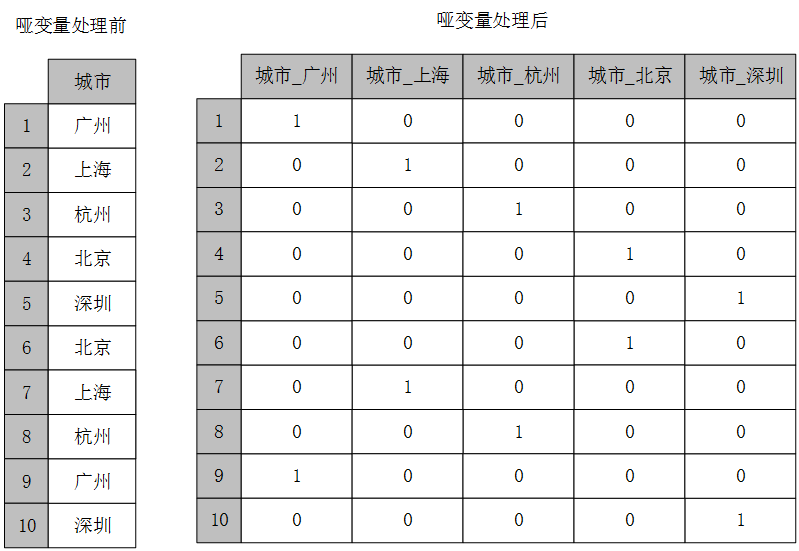 哑变量处理前
城市
1 广州
2 上海
3 杭州
4 北京
5 深圳
6 北京
7 上海
8 杭州
9 广州
10 深圳
哑变量处理后
城市_广州 城市_上海 城市_杭州 城市_北京 城市_深圳
1 1 0 0 0 0
2 0 1 0 0 0
3 0 0 1 0 0
4 0 0 0 1 0
5 0 0 0 0 1
6 0 0 0 1 0
7 0 1 0 0 0
8 0 0 1 0 0
9 1 0 0 0 0
10 0 0 0 0 1